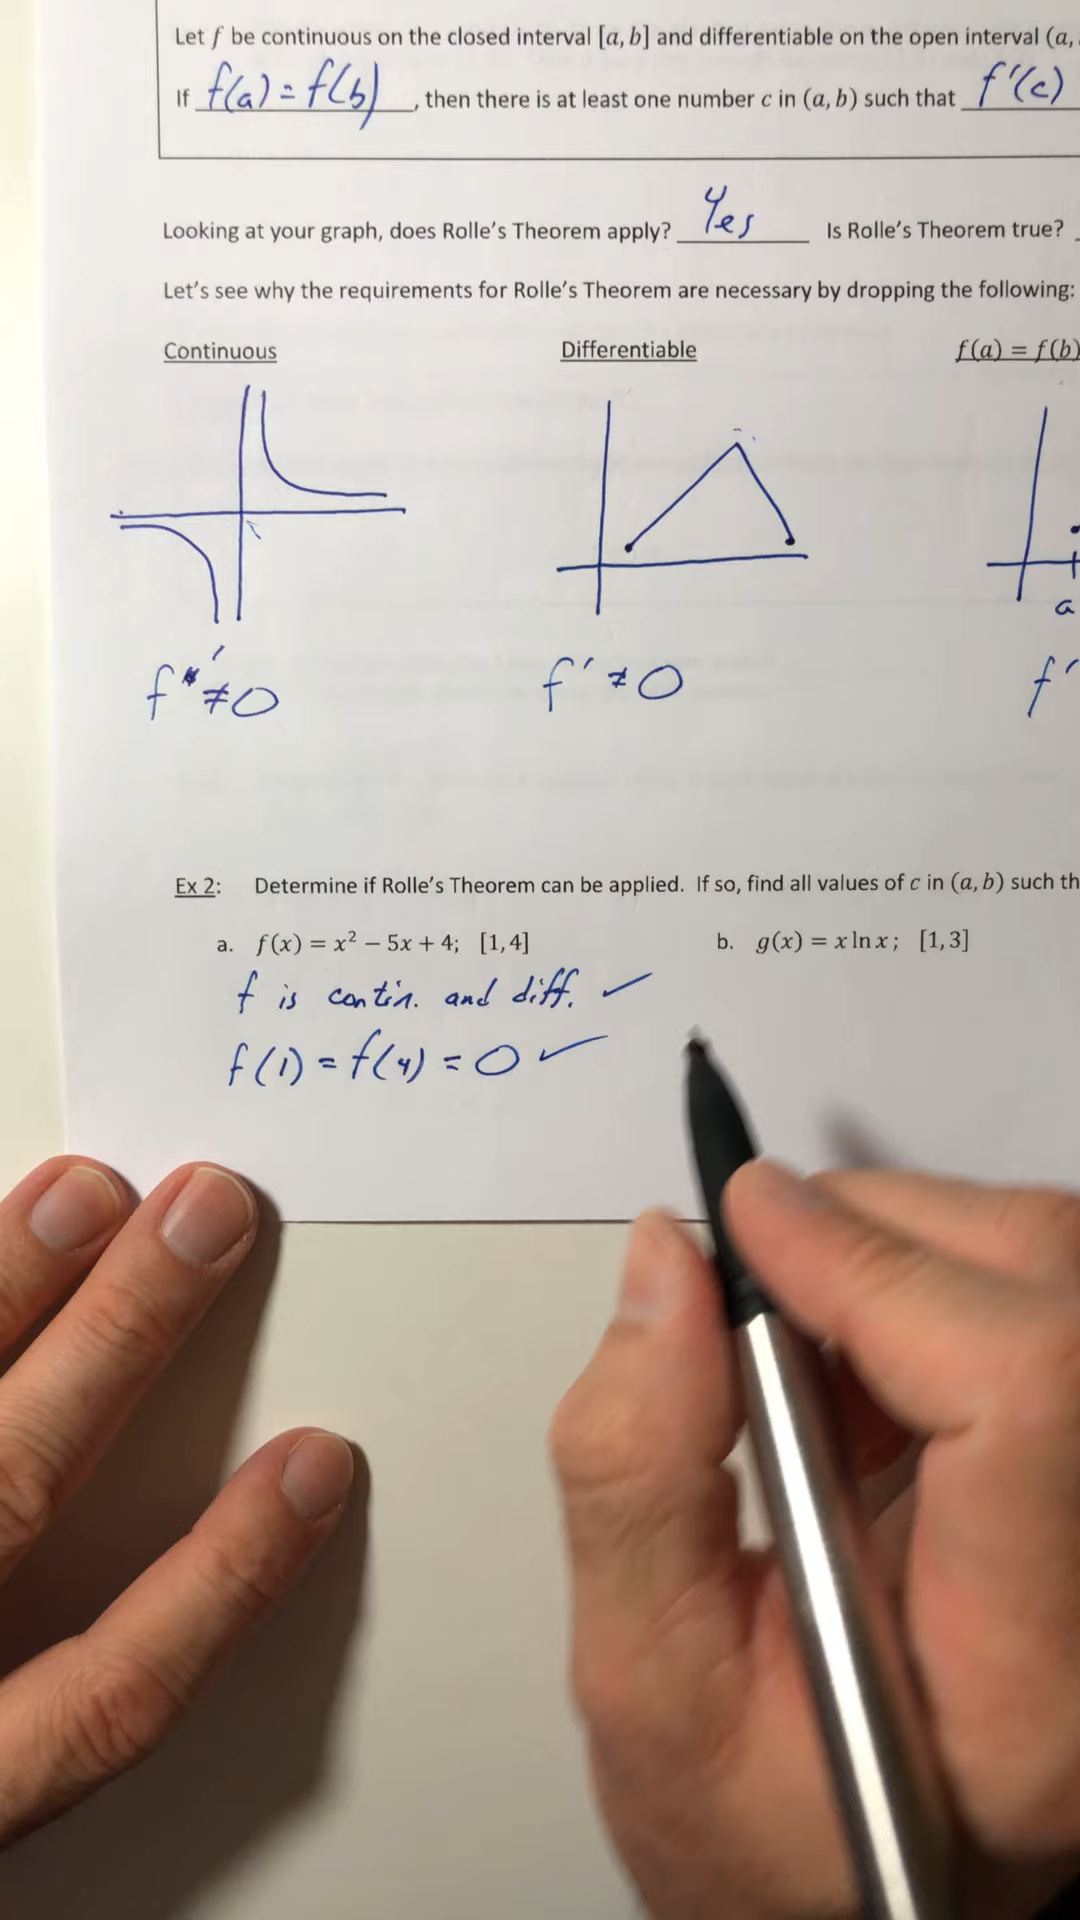 Let f be continuous on the closed interval [a, b] and differentiable on the open interval (a,
If f(a) = f(b), then there is at least one number c in (a, b) such that f'(c)
Looking at your graph, does Rolle's Theorem apply? Yes Is Rolle's Theorem true?
Let's see why the requirements for Rolle's Theorem are necessary by dropping the following:
Continuous Differentiable f(a) = f(b)
a
f' ≠ 0 f' ≠ 0 f'
Ex 2: Determine if Rolle's Theorem can be applied. If so, find all values of c in (a, b) such th
a. f(x) = x² − 5x + 4; [1,4] b. g(x) = x ln x; [1,3]
f is contin. and diff. ✓
f(1) = f(4) = 0 ✓